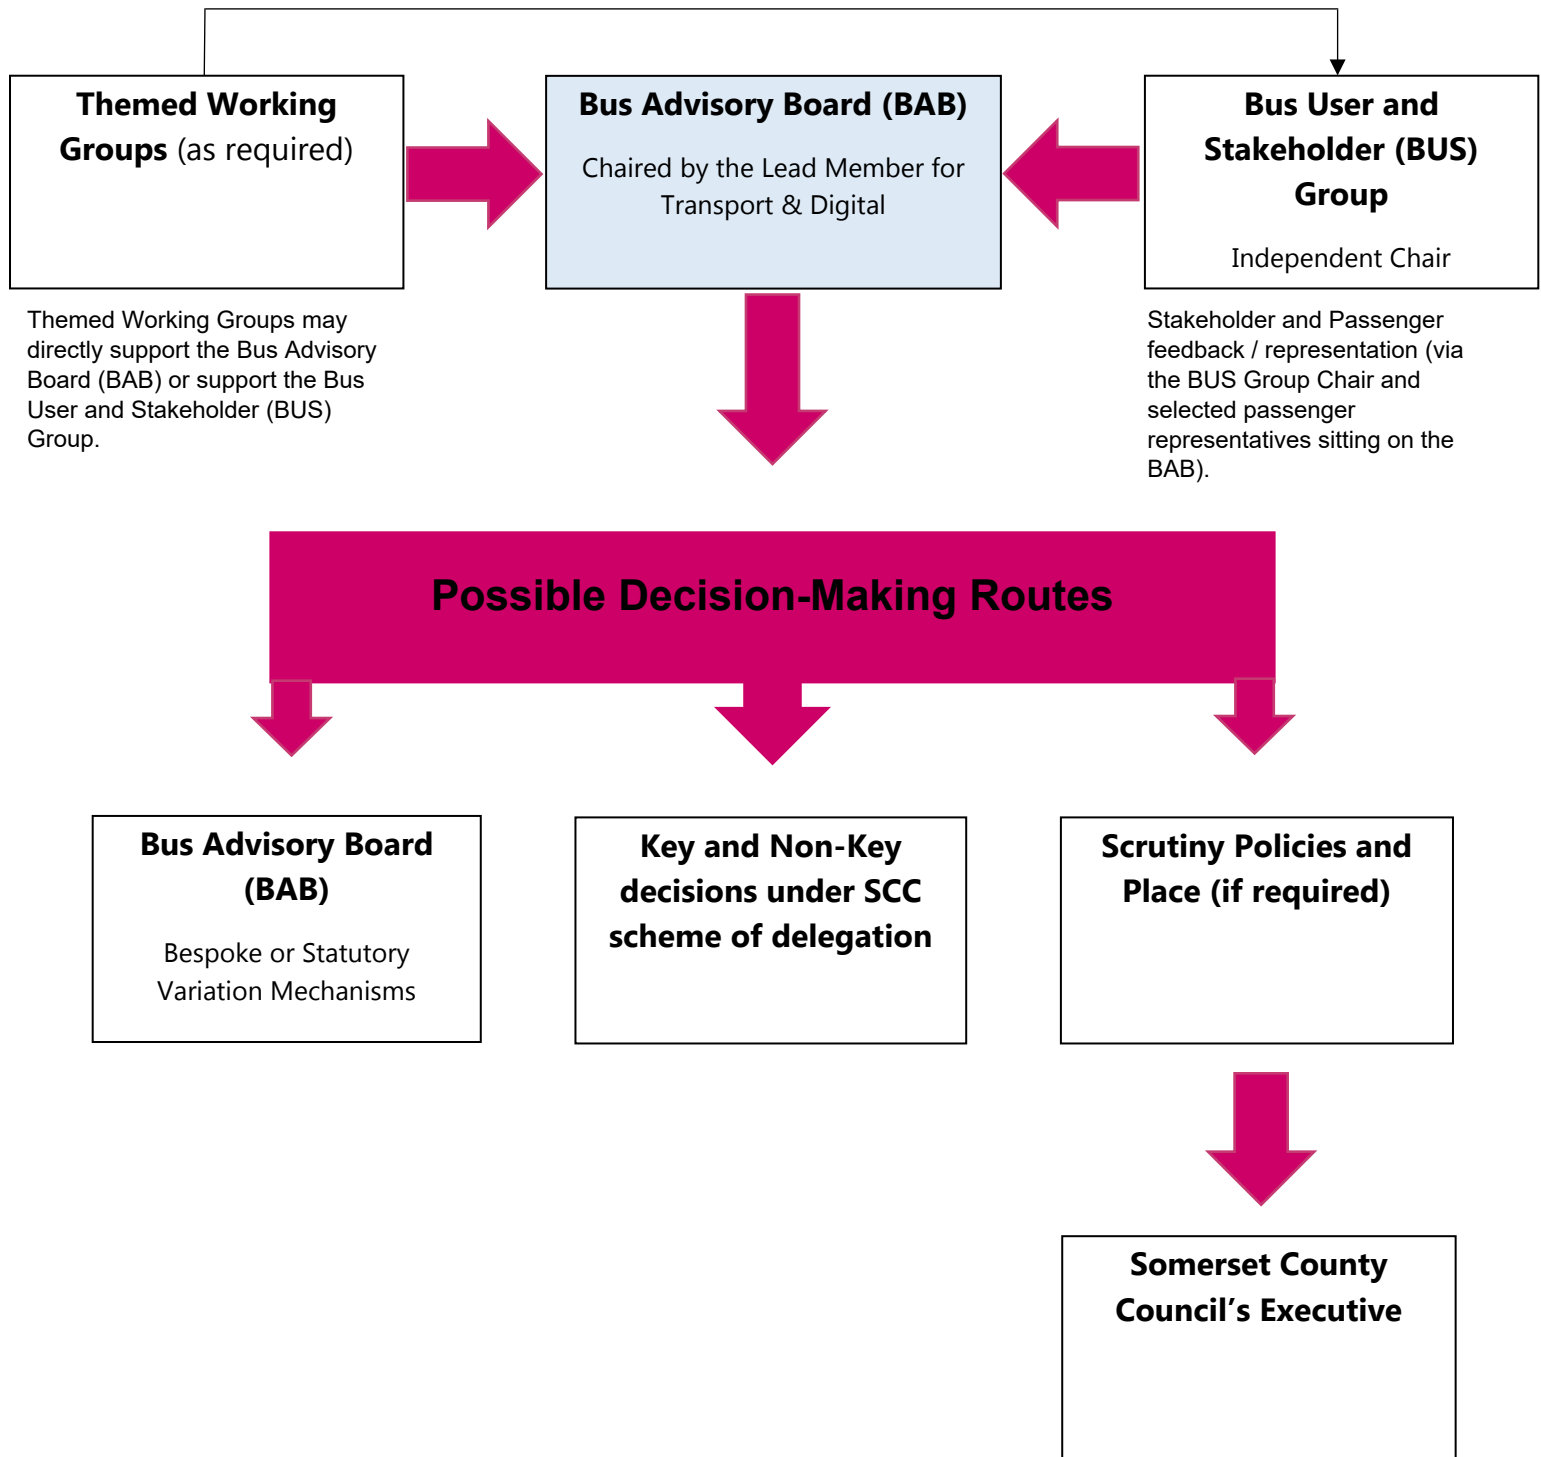 Themed Working
Groups (as required)
Bus Advisory Board (BAB)
Chaired by the Lead Member for
Transport & Digital
Bus User and
Stakeholder (BUS)
Group
Independent Chair
Themed Working Groups may
directly support the Bus Advisory
Board (BAB) or support the Bus
User and Stakeholder (BUS)
Group.
Stakeholder and Passenger
feedback / representation (via
the BUS Group Chair and
selected passenger
representatives sitting on the
BAB).
Possible Decision-Making Routes
Bus Advisory Board
(BAB)
Bespoke or Statutory
Variation Mechanisms
Key and Non-Key
decisions under SCC
scheme of delegation
Scrutiny Policies and
Place (if required)
Somerset County
Council’s Executive